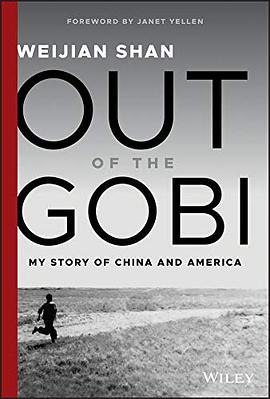 FOREWORD BY JANET YELLEN
WEIJIAN SHAN
OUT
OF THE
GOBI
MY STORY OF CHINA AND AMERICA
WILEY